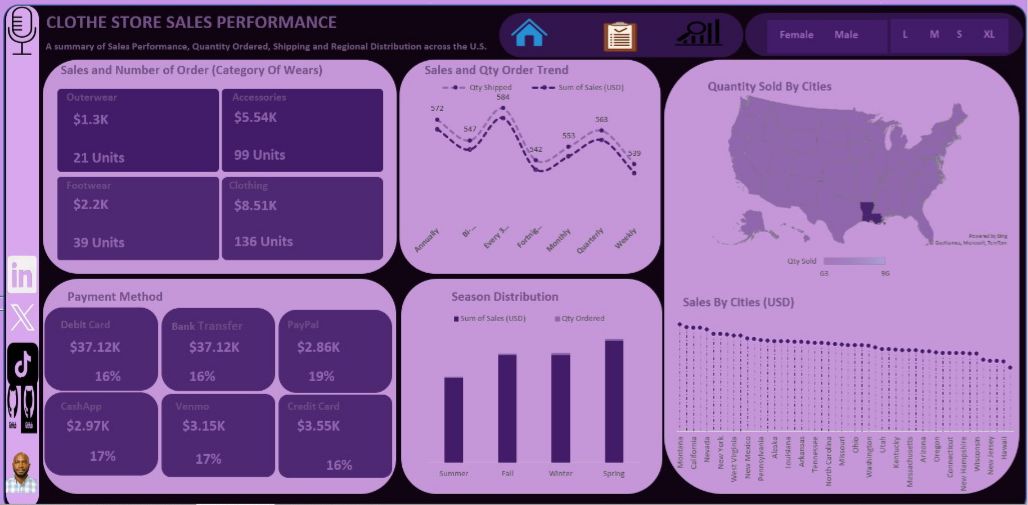 CLOTHE STORE SALES PERFORMANCE
A summary of Sales Performance, Quantity Ordered, Shipping and Regional Distribution across the U.S.
Female Male L M S XL
Sales and Number of Order (Category Of Wears)
Outerwear
$1.3K
21 Units
Accessories
$5.54K
99 Units
Footwear
$2.2K
39 Units
Clothing
$8.51K
136 Units
Sales and Qty Order Trend
Qty Shipped Sum of Sales (USD)
572
547
584
542
553
563
539
Annually
Bi-...
Every 3...
Fortnig...
Monthly
Quarterly
Weekly
Quantity Sold By Cities
Powered by Bing
© GeoNames, Microsoft, TomTom
Qty Sold
63 96
Payment Method
Debit Card
$37.12K
16%
Bank Transfer
$37.12K
16%
PayPal
$2.86K
19%
CashApp
$2.97K
17%
Venmo
$3.15K
17%
Credit Card
$3.55K
16%
Season Distribution
Sum of Sales (USD) Qty Ordered
Summer Fall Winter Spring
Sales By Cities (USD)
Montana
California
Nevada
New York
West Virginia
New Mexico
Pennsylvania
Alaska
Louisiana
Arkansas
Tennessee
North Carolina
Missouri
Ohio
Washington
Utah
Kentucky
Massachusetts
Arizona
Oregon
Connecticut
New Hampshire
Wisconsin
New Jersey
Hawaii
in